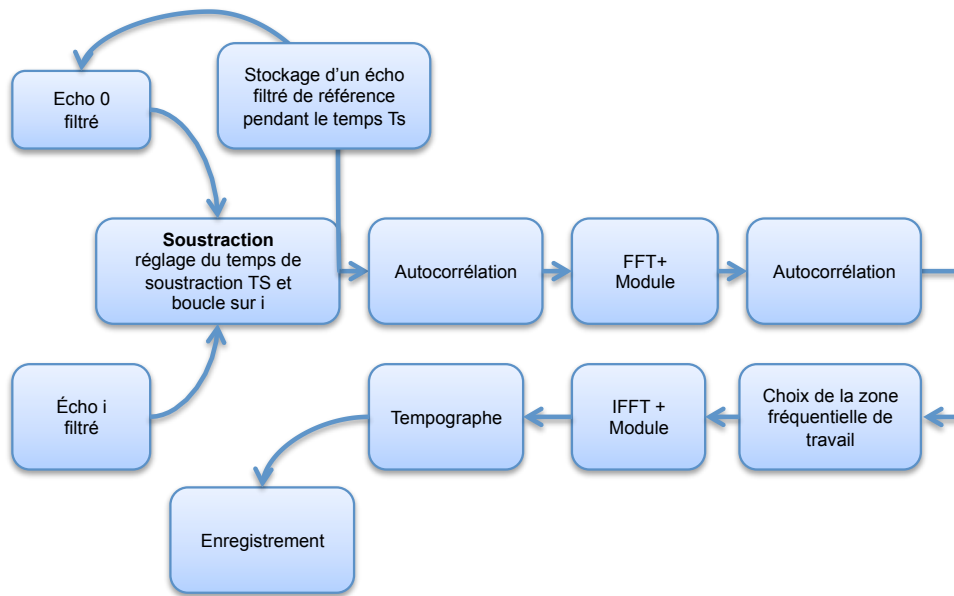 Stockage d'un écho
filtré de référence
pendant le temps Ts
Echo 0
filtré
Soustraction
réglage du temps de
soustraction TS et
boucle sur i
Autocorrélation
FFT+
Module
Autocorrélation
Écho i
filtré
Tempographe
IFFT +
Module
Choix de la zone
fréquentielle de
travail
Enregistrement